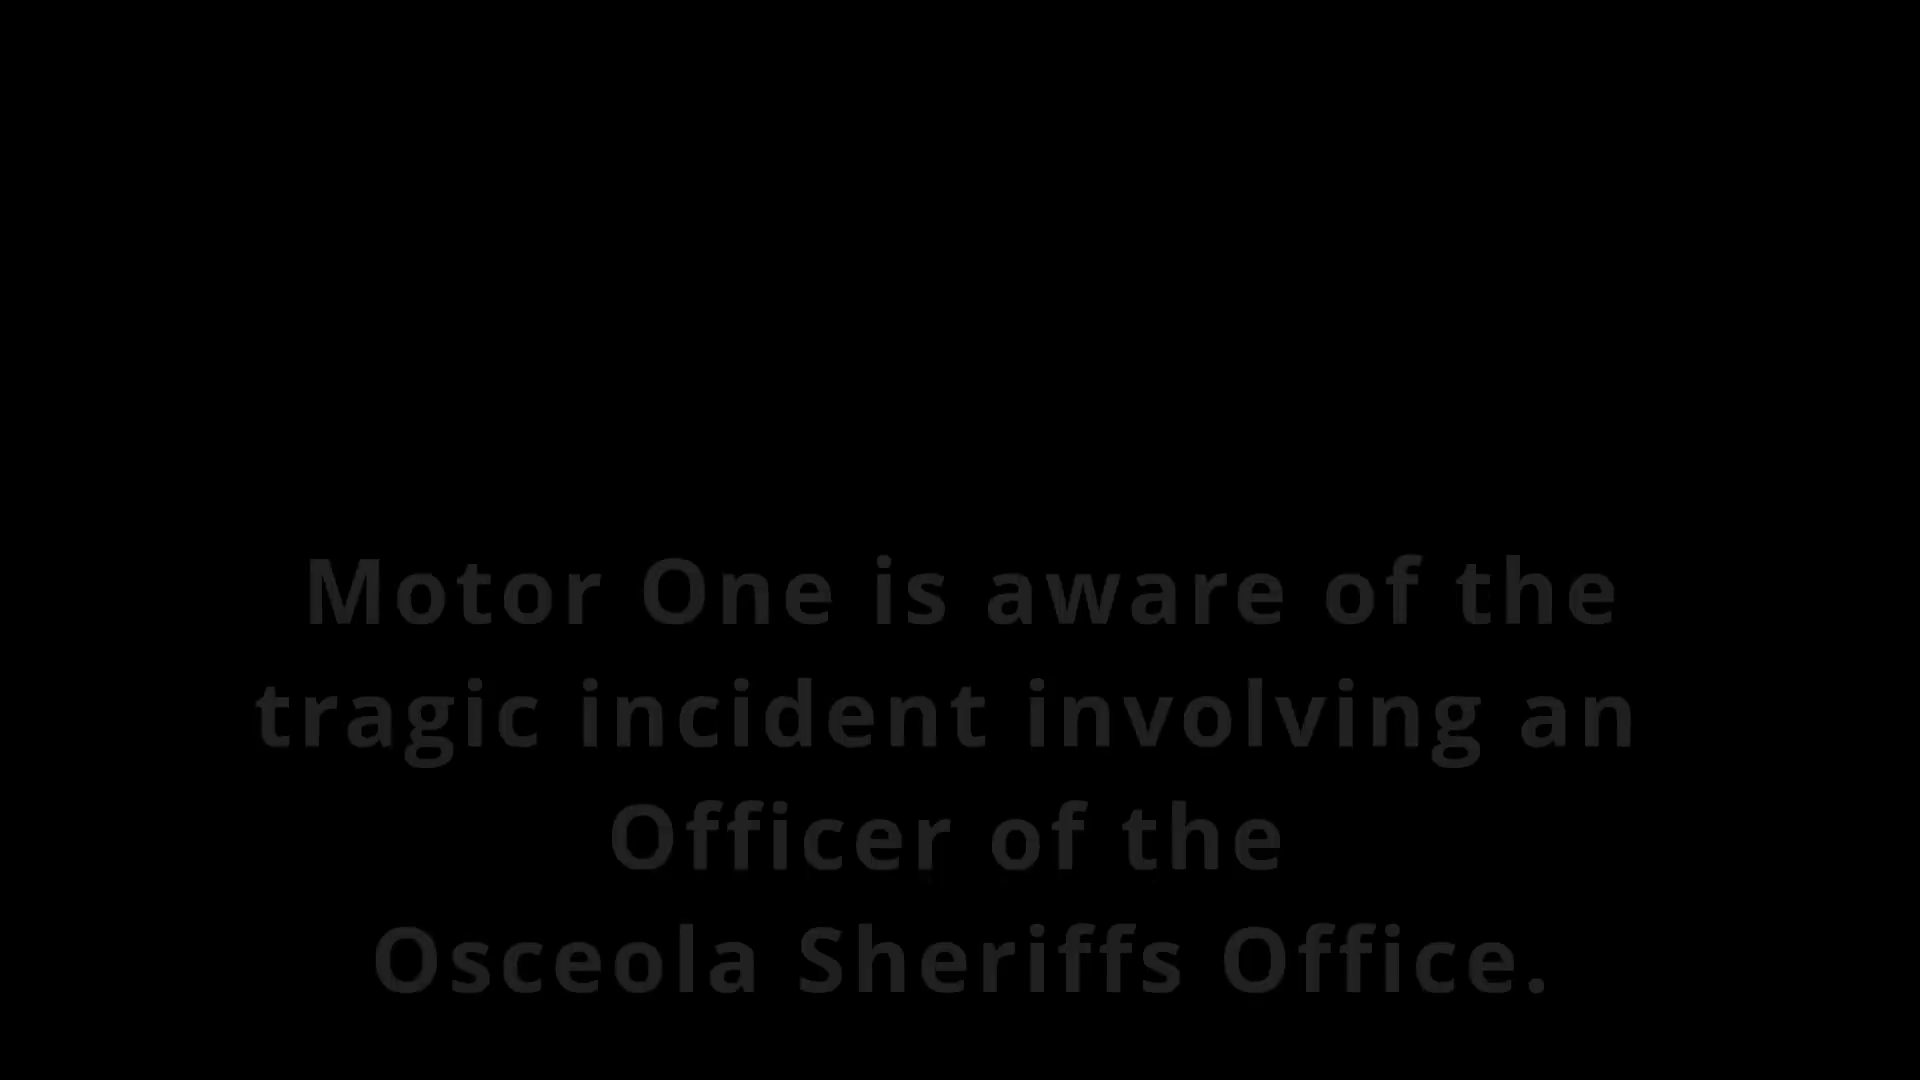 Motor One is aware of the
tragic incident involving an
Officer of the
Osceola Sheriffs Office.